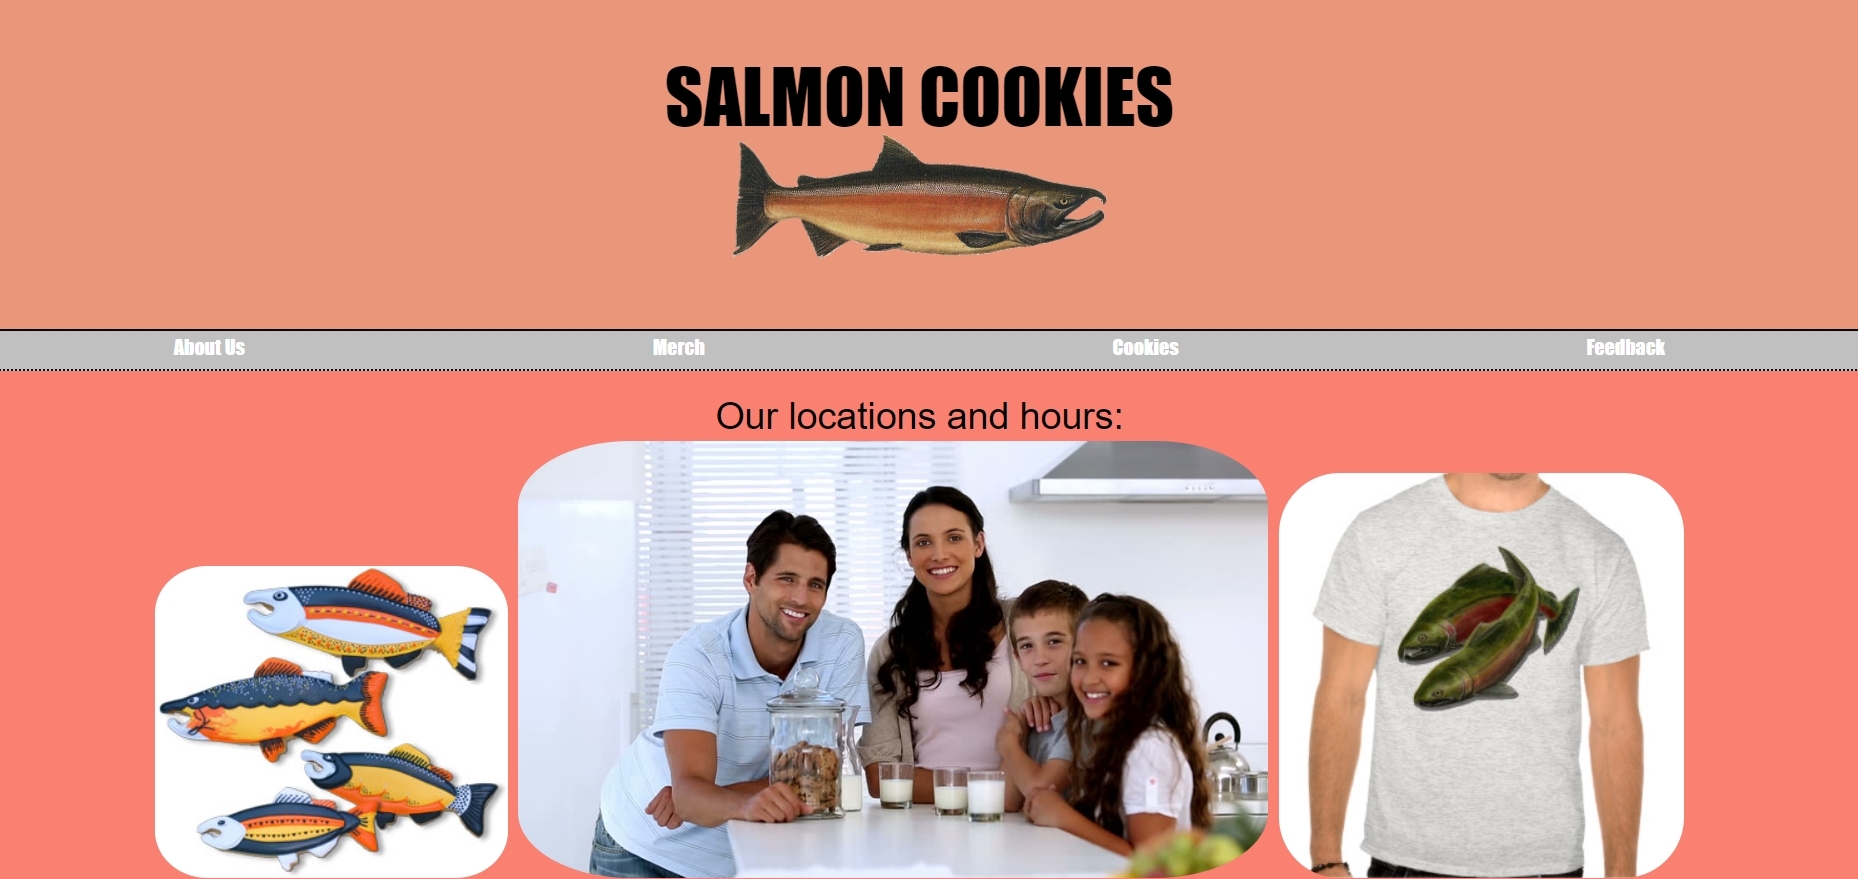 SALMON COOKIES
About Us
Merch
Cookies
Feedback
Our locations and hours: